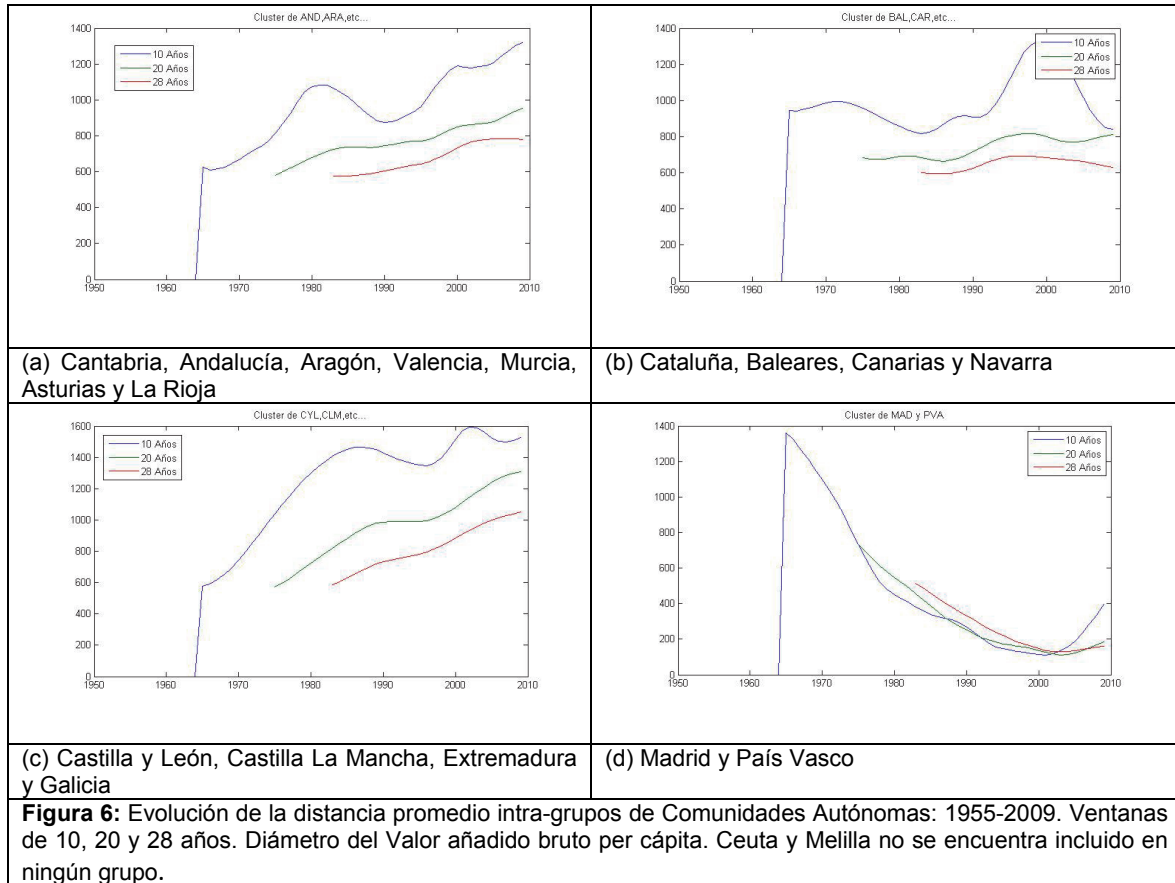 Cluster de AND,ARA,etc...
1400
1200
1000
800
600
400
200
0
10 Años
20 Años
28 Años
1950 1960 1970 1980 1990 2000 2010
Cluster de BAL,CAR,etc...
1400
1200
1000
800
600
400
200
0
10 Años
20 Años
28 Años
1950 1960 1970 1980 1990 2000 2010
(a) Cantabria, Andalucía, Aragón, Valencia, Murcia,
Asturias y La Rioja
(b) Cataluña, Baleares, Canarias y Navarra
Cluster de CYL,CLM,etc...
1600
1400
1200
1000
800
600
400
200
0
10 Años
20 Años
28 Años
1950 1960 1970 1980 1990 2000 2010
Cluster de MAD y PVA
1400
1200
1000
800
600
400
200
0
10 Años
20 Años
28 Años
1950 1960 1970 1980 1990 2000 2010
(c) Castilla y León, Castilla La Mancha, Extremadura
y Galicia
(d) Madrid y País Vasco
Figura 6: Evolución de la distancia promedio intra-grupos de Comunidades Autónomas: 1955-2009. Ventanas
de 10, 20 y 28 años. Diámetro del Valor añadido bruto per cápita. Ceuta y Melilla no se encuentra incluido en
ningún grupo.